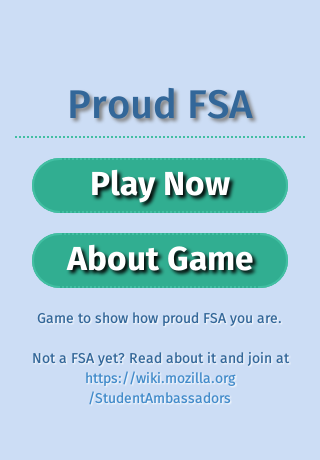 Proud FSA
Play Now
About Game
Game to show how proud FSA you are.
Not a FSA yet? Read about it and join at
https://wiki.mozilla.org
/StudentAmbassadors